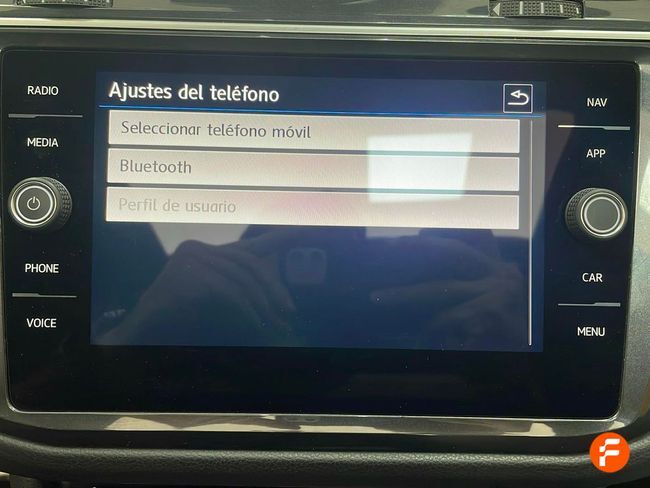 RADIO
MEDIA
PHONE
VOICE
Ajustes del teléfono
Seleccionar teléfono móvil
Bluetooth
Perfil de usuario
NAV
APP
CAR
MENU